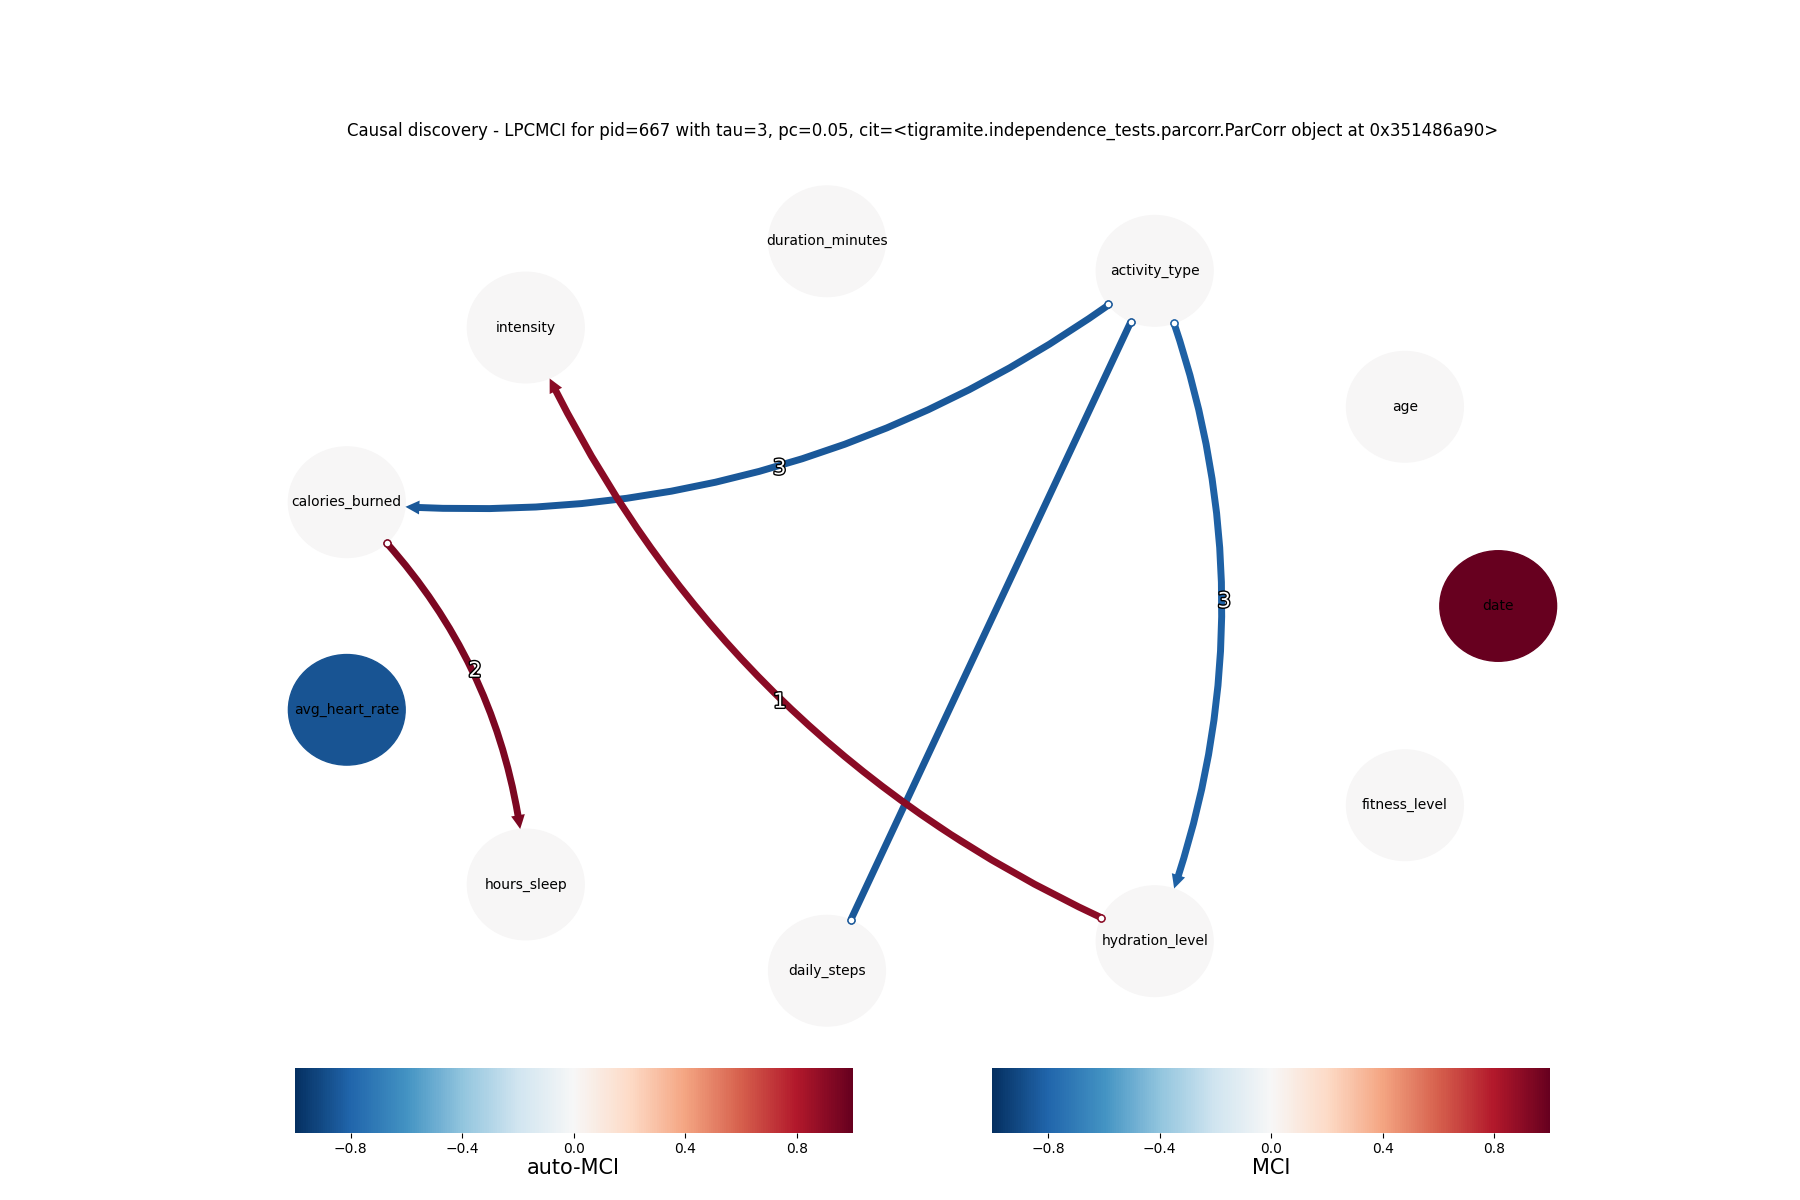 Causal discovery - LPCMCI for pid=667 with tau=3, pc=0.05, cit=<tigramite.independence_tests.parcorr.ParCorr object at 0x351486a90>
duration_minutes
activity_type
intensity
age
3
calories_burned
3
date
2
1
avg_heart_rate
fitness_level
hours_sleep
hydration_level
daily_steps
−0.8 −0.4 0.0 0.4 0.8
auto-MCI
−0.8 −0.4 0.0 0.4 0.8
MCI